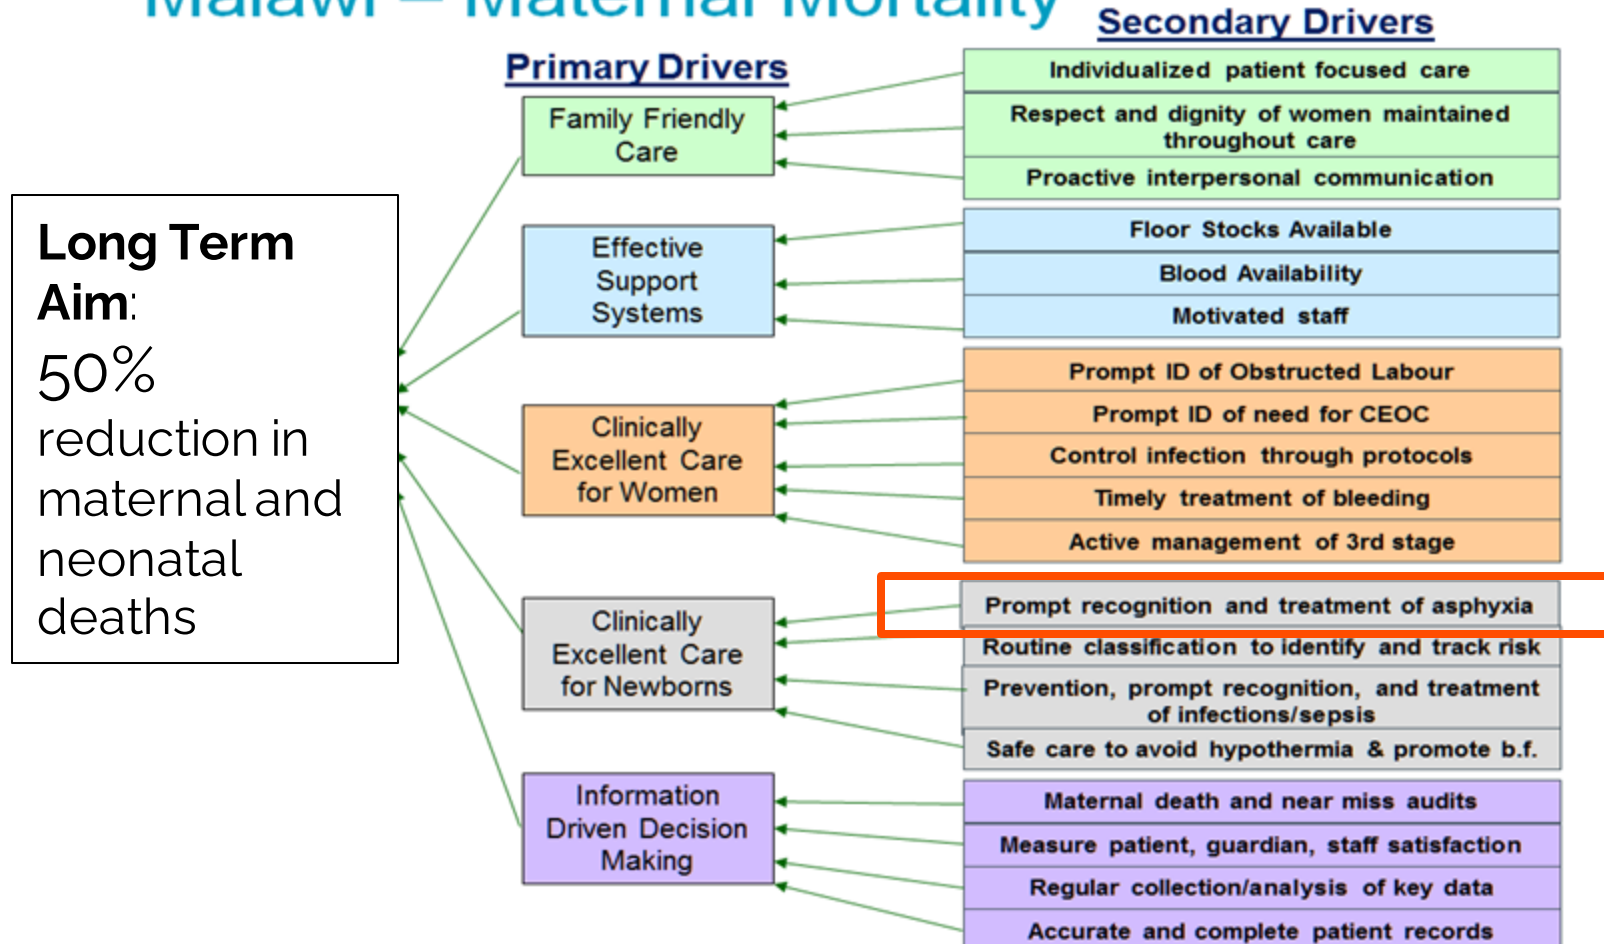 Malawi – Maternal Mortality
Primary Drivers
Secondary Drivers
Long Term
Aim:
50%
reduction in
maternal and
neonatal
deaths
Family Friendly
Care
Individualized patient focused care
Respect and dignity of women maintained
throughout care
Proactive interpersonal communication
Effective
Support
Systems
Floor Stocks Available
Blood Availability
Motivated staff
Clinically
Excellent Care
for Women
Prompt ID of Obstructed Labour
Prompt ID of need for CEOC
Control infection through protocols
Timely treatment of bleeding
Active management of 3rd stage
Clinically
Excellent Care
for Newborns
Prompt recognition and treatment of asphyxia
Routine classification to identify and track risk
Prevention, prompt recognition, and treatment
of infections/sepsis
Safe care to avoid hypothermia & promote b.f.
Information
Driven Decision
Making
Maternal death and near miss audits
Measure patient, guardian, staff satisfaction
Regular collection/analysis of key data
Accurate and complete patient records